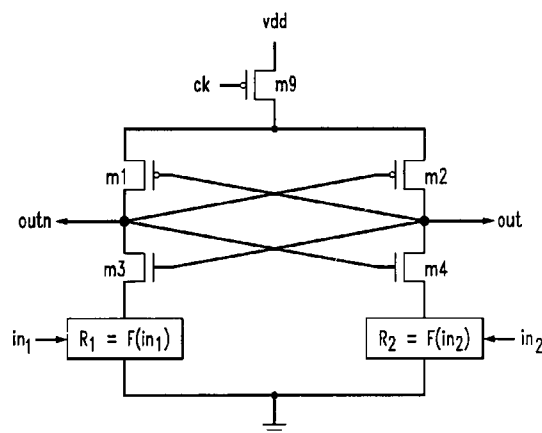 vdd
ck
m9
m1
m2
outn
out
m3
m4
in₁
R₁ = F(in₁)
R₂ = F(in₂)
in₂